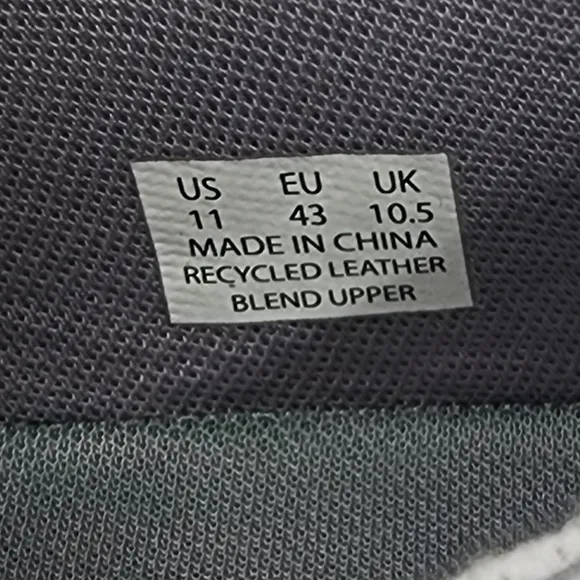 US EU UK
11 43 10.5
MADE IN CHINA
RECYCLED LEATHER
BLEND UPPER